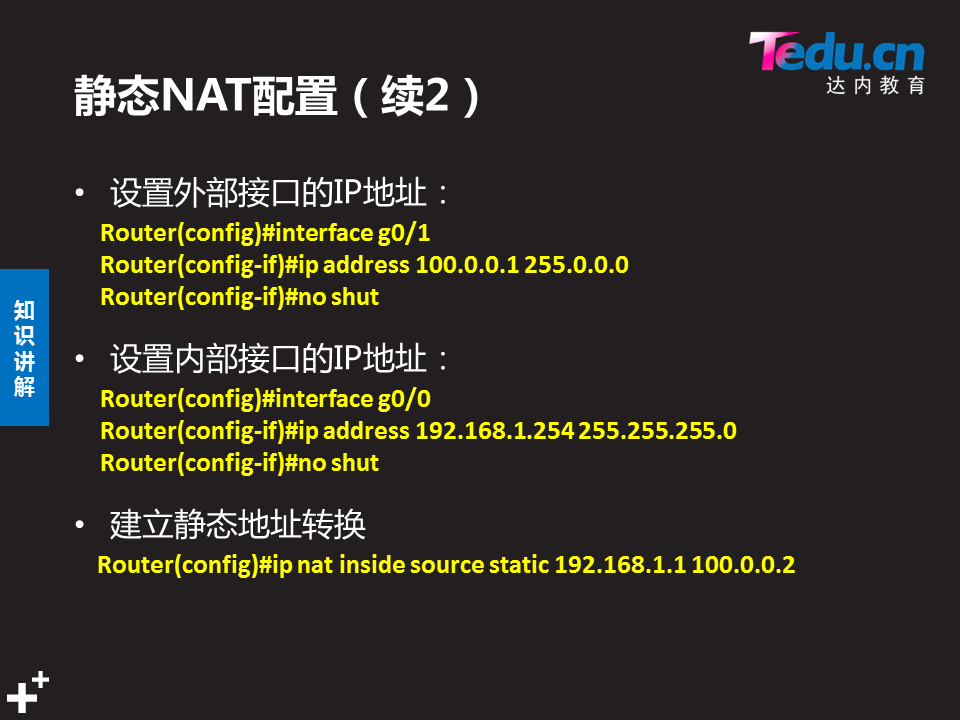 Tedu.cn
达内教育
静态NAT配置（续2）
• 设置外部接口的IP地址：
Router(config)#interface g0/1
Router(config-if)#ip address 100.0.0.1 255.0.0.0
Router(config-if)#no shut
知识讲解
• 设置内部接口的IP地址：
Router(config)#interface g0/0
Router(config-if)#ip address 192.168.1.254 255.255.255.0
Router(config-if)#no shut
• 建立静态地址转换
Router(config)#ip nat inside source static 192.168.1.1 100.0.0.2